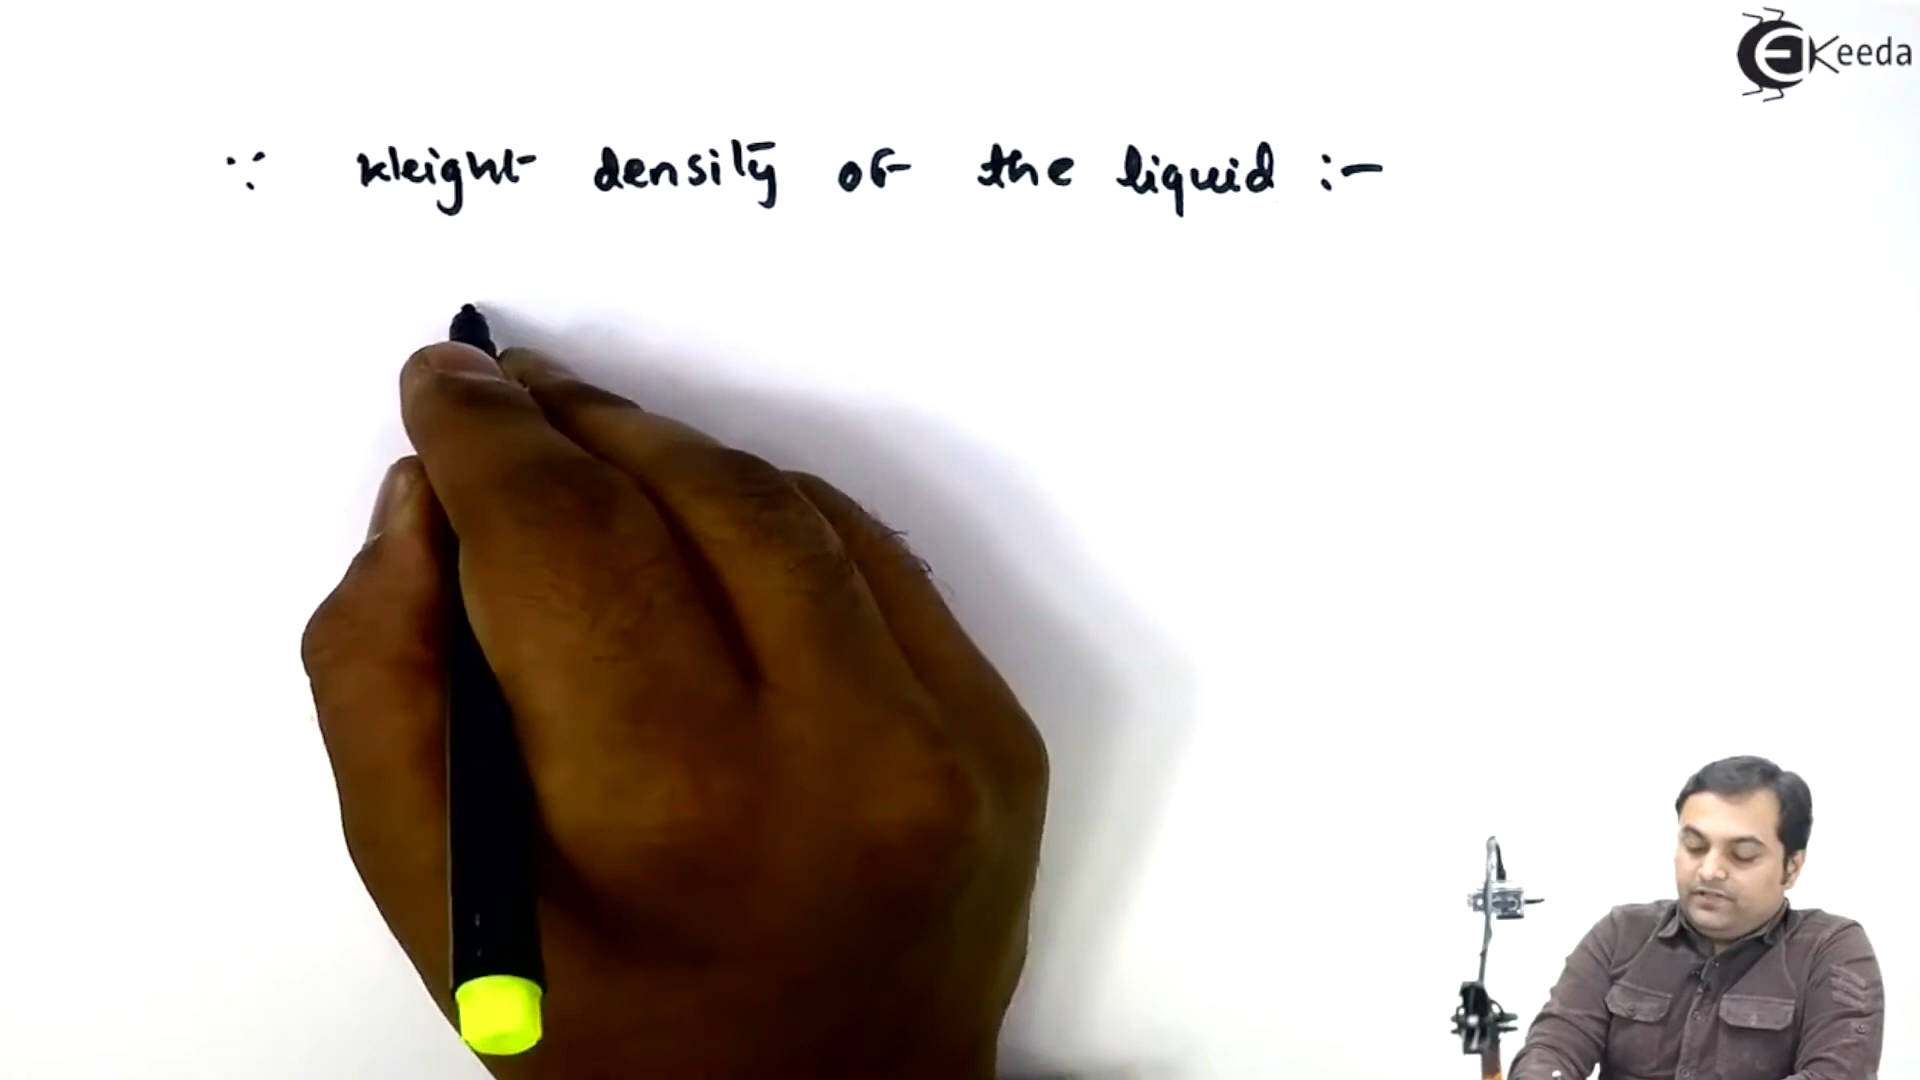 ∵ Weight density of the liquid :-
EKeeda